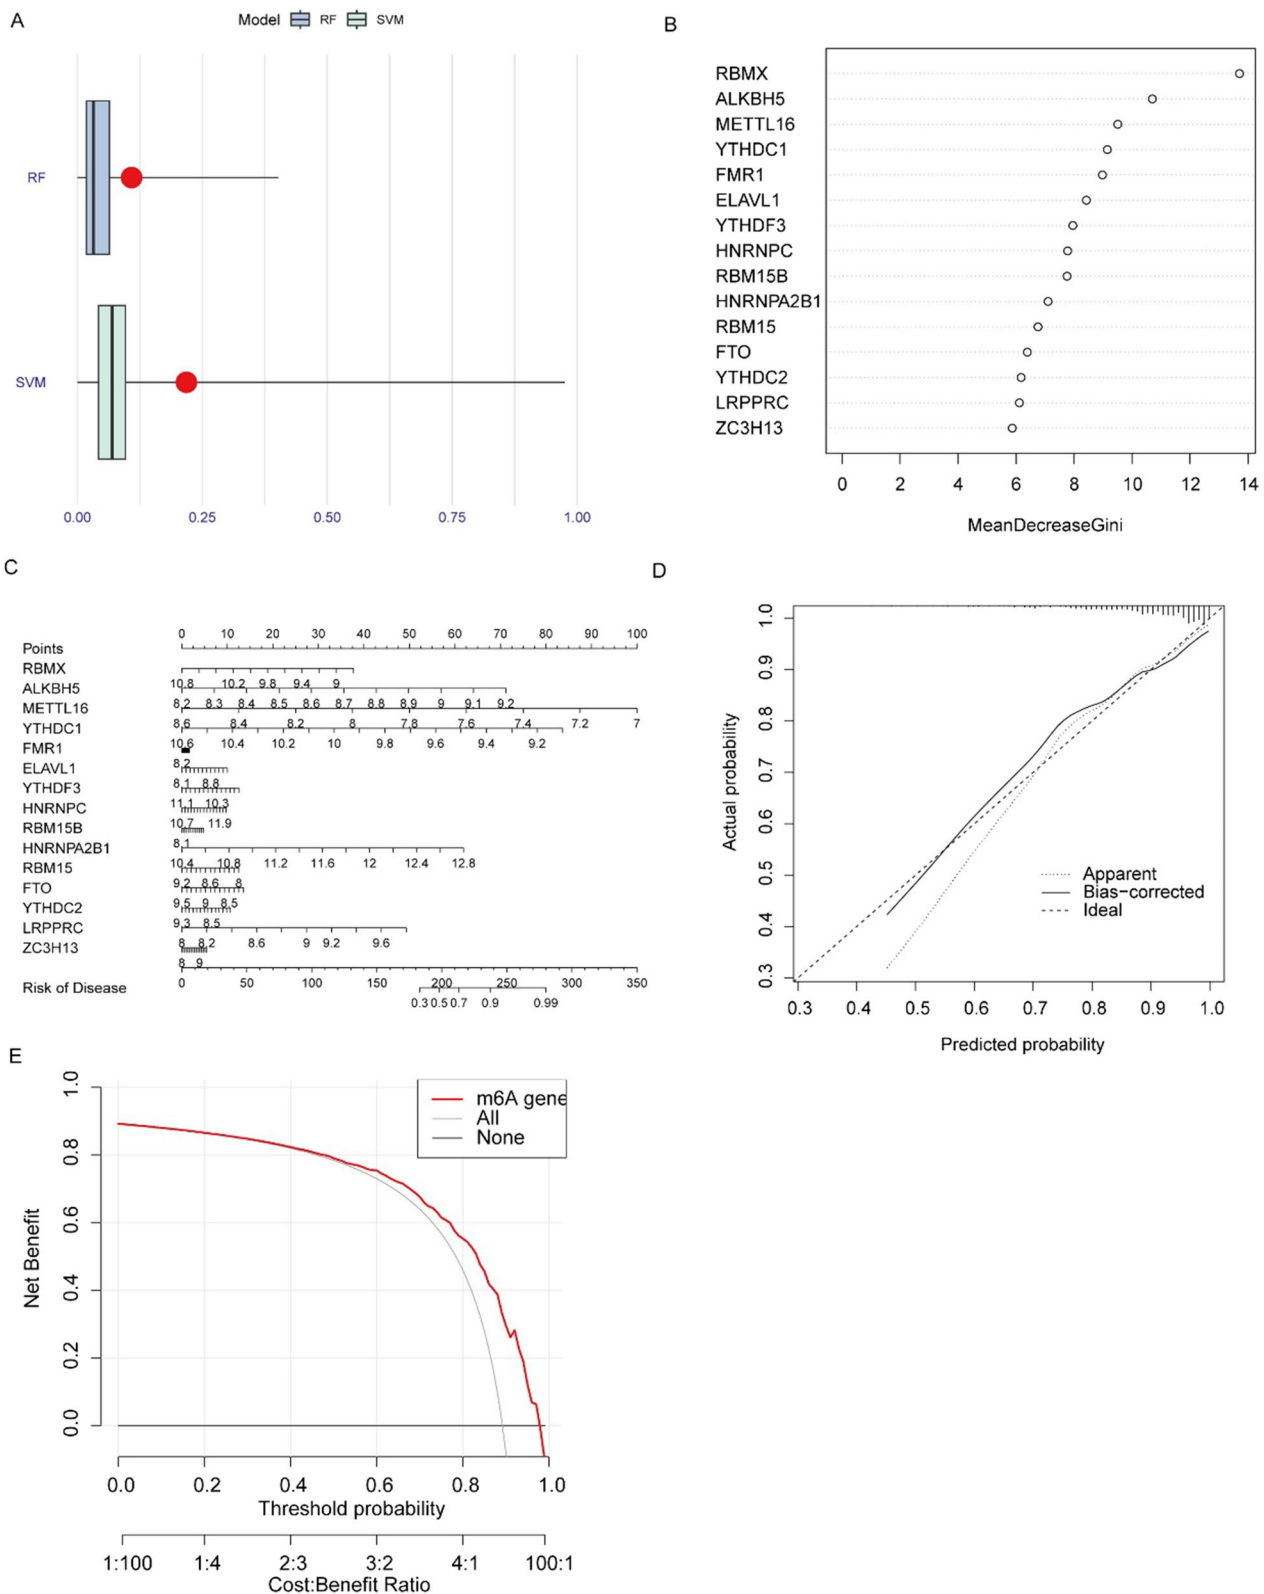 A
Model RF SVM
RF
SVM
0.00 0.25 0.50 0.75 1.00
B
RBMX
ALKBH5
METTL16
YTHDC1
FMR1
ELAVL1
YTHDF3
HNRNPC
RBM15B
HNRNPA2B1
RBM15
FTO
YTHDC2
LRPPRC
ZC3H13
0 2 4 6 8 10 12 14
MeanDecreaseGini
C
0 10 20 30 40 50 60 70 80 90 100
Points
RBMX
10.8 10.2 9.8 9.4 9
ALKBH5
8.2 8.3 8.4 8.5 8.6 8.7 8.8 8.9 9 9.1 9.2
METTL16
8.6 8.4 8.2 8 7.8 7.6 7.4 7.2 7
YTHDC1
10.6 10.4 10.2 10 9.8 9.6 9.4 9.2
FMR1
8.2
ELAVL1
8.1 8.8
YTHDF3
11.1 10.3
HNRNPC
10.7 11.9
RBM15B
8.1
HNRNPA2B1
10.4 10.8 11.2 11.6 12 12.4 12.8
RBM15
9.2 8.6 8
FTO
9.5 9 8.5
YTHDC2
9.3 8.5
LRPPRC
8 8.2 8.6 9 9.2 9.6
ZC3H13
8 9
0 50 100 150 200 250 300 350
Risk of Disease
0.3 0.5 0.7 0.9 0.99
D
1.0
0.9
0.8
0.7
0.6
0.5
0.4
0.3
Actual probability
Apparent
Bias-corrected
Ideal
0.3 0.4 0.5 0.6 0.7 0.8 0.9 1.0
Predicted probability
E
1.0
0.8
0.6
0.4
0.2
0.0
Net Benefit
m6A gene
All
None
0.0 0.2 0.4 0.6 0.8 1.0
Threshold probability
1:100 1:4 2:3 3:2 4:1 100:1
Cost:Benefit Ratio